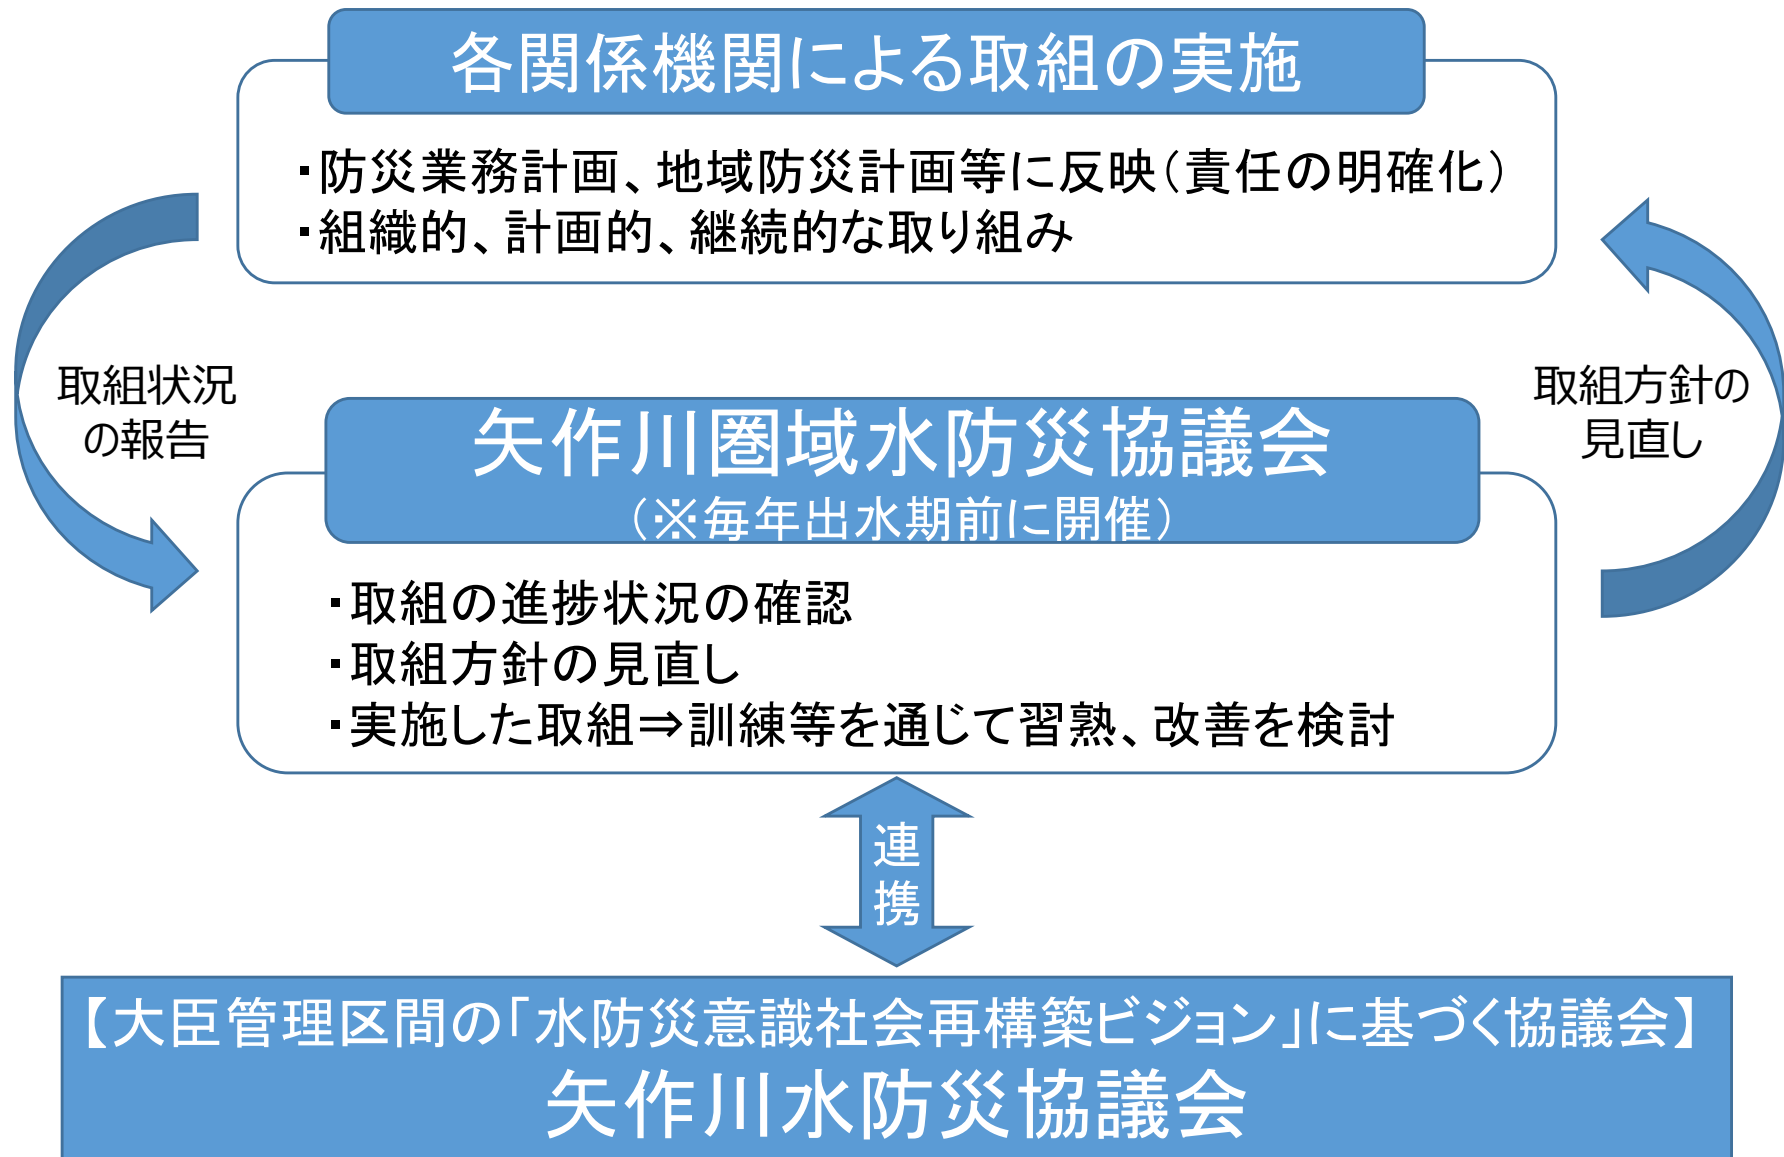 各関係機関による取組の実施
・防災業務計画、地域防災計画等に反映（責任の明確化）
・組織的、計画的、継続的な取り組み
取組状況
の報告
取組方針の
見直し
矢作川圏域水防災協議会
（※毎年出水期前に開催）
・取組の進捗状況の確認
・取組方針の見直し
・実施した取組⇒訓練等を通じて習熟、改善を検討
連
携
【大臣管理区間の「水防災意識社会再構築ビジョン」に基づく協議会】
矢作川水防災協議会